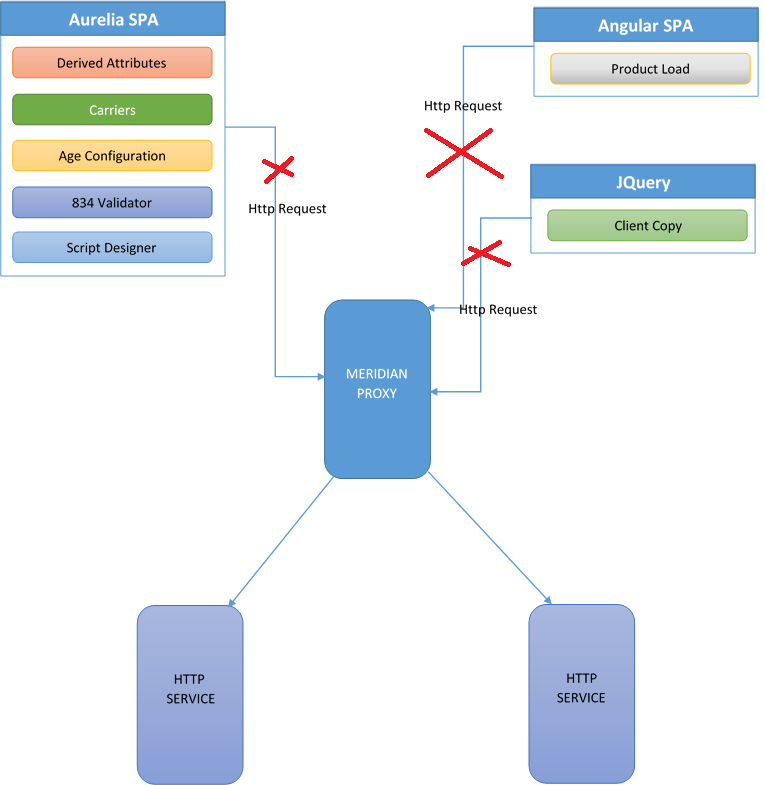 Aurelia SPA
Derived Attributes
Carriers
Age Configuration
834 Validator
Script Designer
Http Request
Angular SPA
Product Load
Http Request
JQuery
Client Copy
Http Request
MERIDIAN
PROXY
HTTP
SERVICE
HTTP
SERVICE